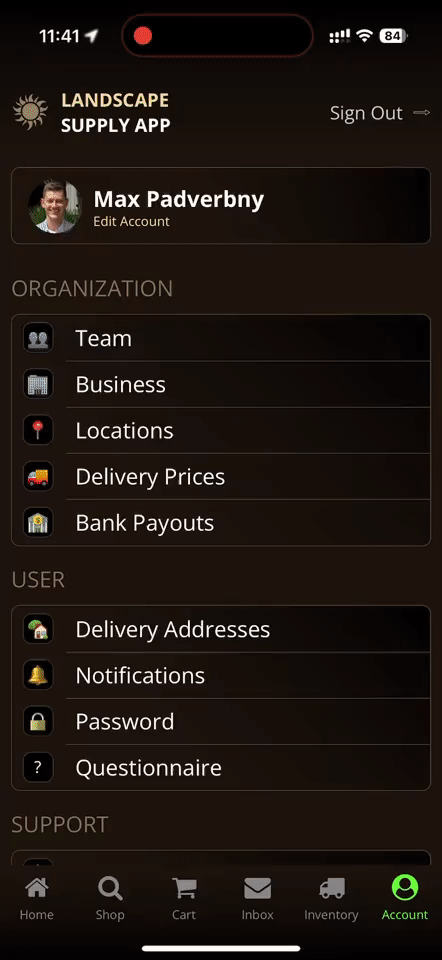 11:41
84
LANDSCAPE
SUPPLY APP
Sign Out
Max Padverbny
Edit Account
ORGANIZATION
Team
Business
Locations
Delivery Prices
Bank Payouts
USER
Delivery Addresses
Notifications
Password
?
Questionnaire
SUPPORT
Home
Shop
Cart
Inbox
Inventory
Account